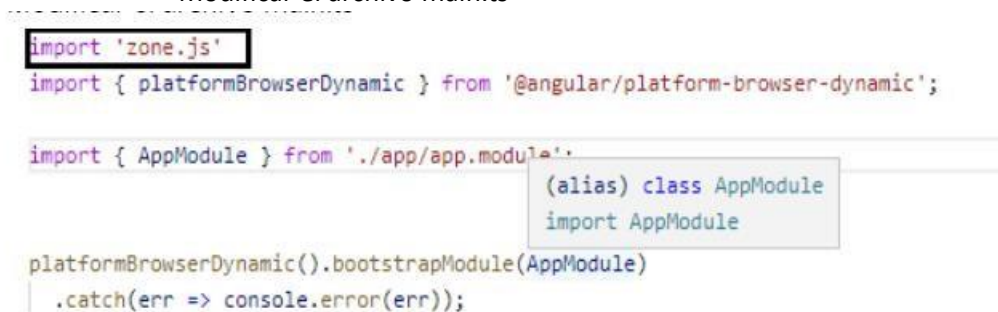 import 'zone.js'
import { platformBrowserDynamic } from '@angular/platform-browser-dynamic';
import { AppModule } from './app/app.module';
(alias) class AppModule
import AppModule
platformBrowserDynamic().bootstrapModule(AppModule)
.catch(err => console.error(err));